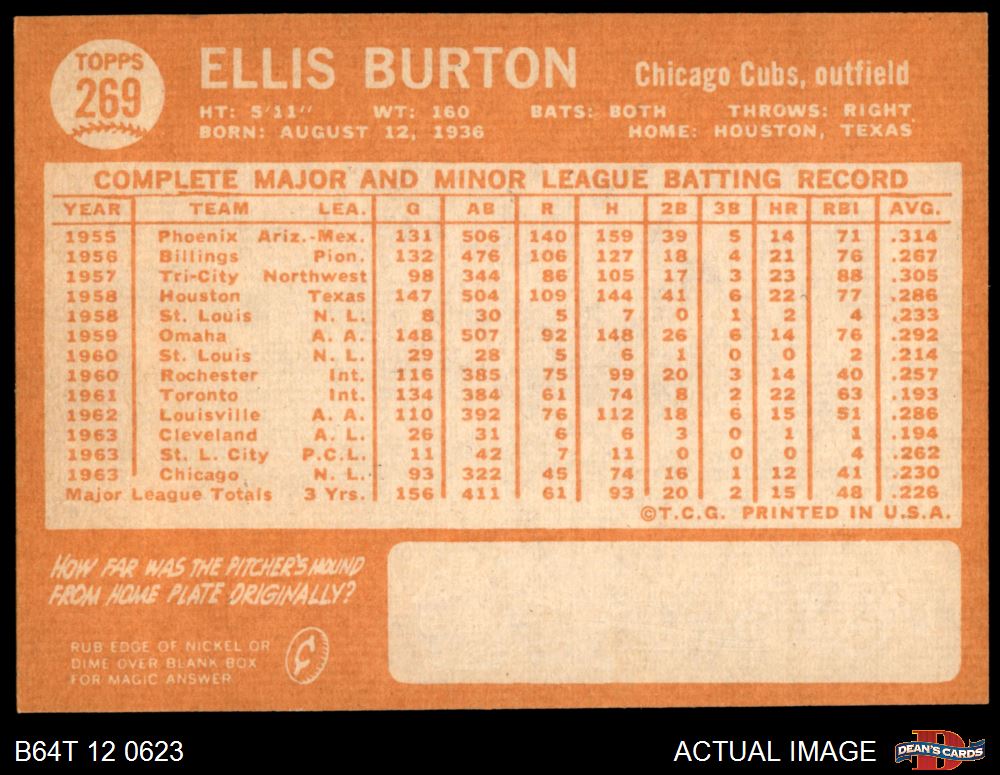 TOPPS
269
ELLIS BURTON
Chicago Cubs, outfield
HT: 5'11" WT: 160 BATS: BOTH THROWS: RIGHT
BORN: AUGUST 12, 1936 HOME: HOUSTON, TEXAS
COMPLETE MAJOR AND MINOR LEAGUE BATTING RECORD
YEAR TEAM LEA. G AB R H 2B 3B HR RBI AVG.
1955 Phoenix Ariz.-Mex. 131 506 140 159 39 5 14 71 .314
1956 Billings Pion. 132 476 106 127 18 4 21 76 .267
1957 Tri-City Northwest 98 344 86 105 17 3 23 88 .305
1958 Houston Texas 147 504 109 144 41 6 22 77 .286
1958 St. Louis N. L. 8 30 5 7 0 1 2 4 .233
1959 Omaha A. A. 148 507 92 148 26 6 14 76 .292
1960 St. Louis N. L. 29 28 5 6 1 0 0 2 .214
1960 Rochester Int. 116 385 75 99 20 3 14 40 .257
1961 Toronto Int. 134 384 61 74 8 2 22 63 .193
1962 Louisville A. A. 110 392 76 112 18 6 15 51 .286
1963 Cleveland A. L. 26 31 6 6 3 0 1 1 .194
1963 St. L. City P.C.L. 11 42 7 11 0 0 0 4 .262
1963 Chicago N. L. 93 322 45 74 16 1 12 41 .230
Major League Totals 3 Yrs. 156 411 61 93 20 2 15 48 .226
©T.C.G. PRINTED IN U.S.A.
HOW FAR WAS THE PITCHER'S MOUND
FROM HOME PLATE ORIGINALLY?
RUB EDGE OF NICKEL OR
DIME OVER BLANK BOX
FOR MAGIC ANSWER
B64T 12 0623
ACTUAL IMAGE
DEAN'S CARDS